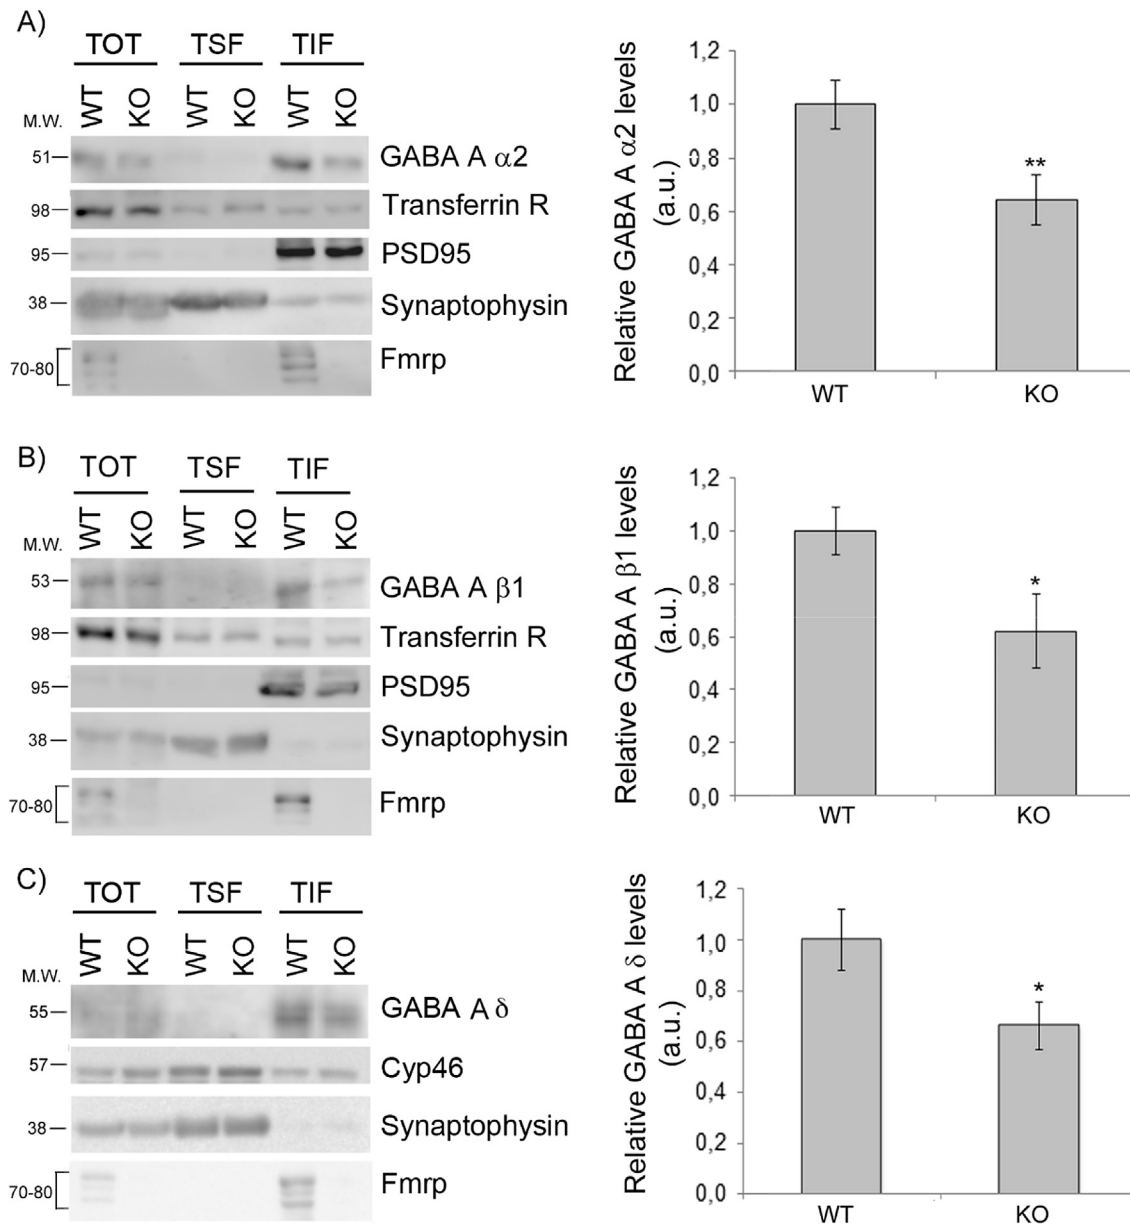 A)
TOT TSF TIF
WT KO WT KO WT KO
M.W.
51 GABA A α2
98 Transferrin R
95 PSD95
38 Synaptophysin
70-80 Fmrp
Relative GABA A α2 levels
(a.u.)
1,2
1,0
0,8
0,6
0,4
0,2
0,0
**
WT KO
B)
TOT TSF TIF
WT KO WT KO WT KO
M.W.
53 GABA A β1
98 Transferrin R
95 PSD95
38 Synaptophysin
70-80 Fmrp
Relative GABA A β1 levels
(a.u.)
1,2
1,0
0,8
0,6
0,4
0,2
0,0
*
WT KO
C)
TOT TSF TIF
WT KO WT KO WT KO
M.W.
55 GABA A δ
57 Cyp46
38 Synaptophysin
70-80 Fmrp
Relative GABA A δ levels
(a.u.)
1,2
1,0
0,8
0,6
0,4
0,2
0,0
*
WT KO